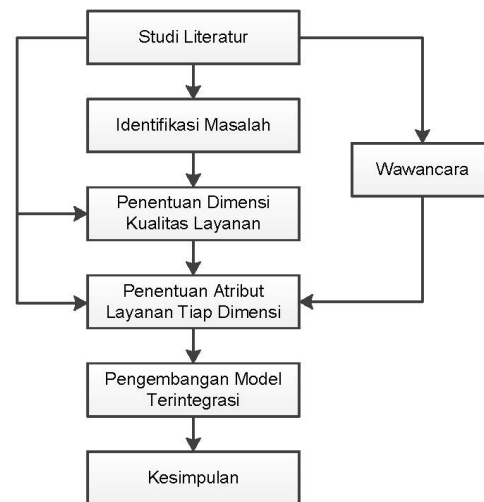 Studi Literatur
Identifikasi Masalah
Wawancara
Penentuan Dimensi
Kualitas Layanan
Penentuan Atribut
Layanan Tiap Dimensi
Pengembangan Model
Terintegrasi
Kesimpulan